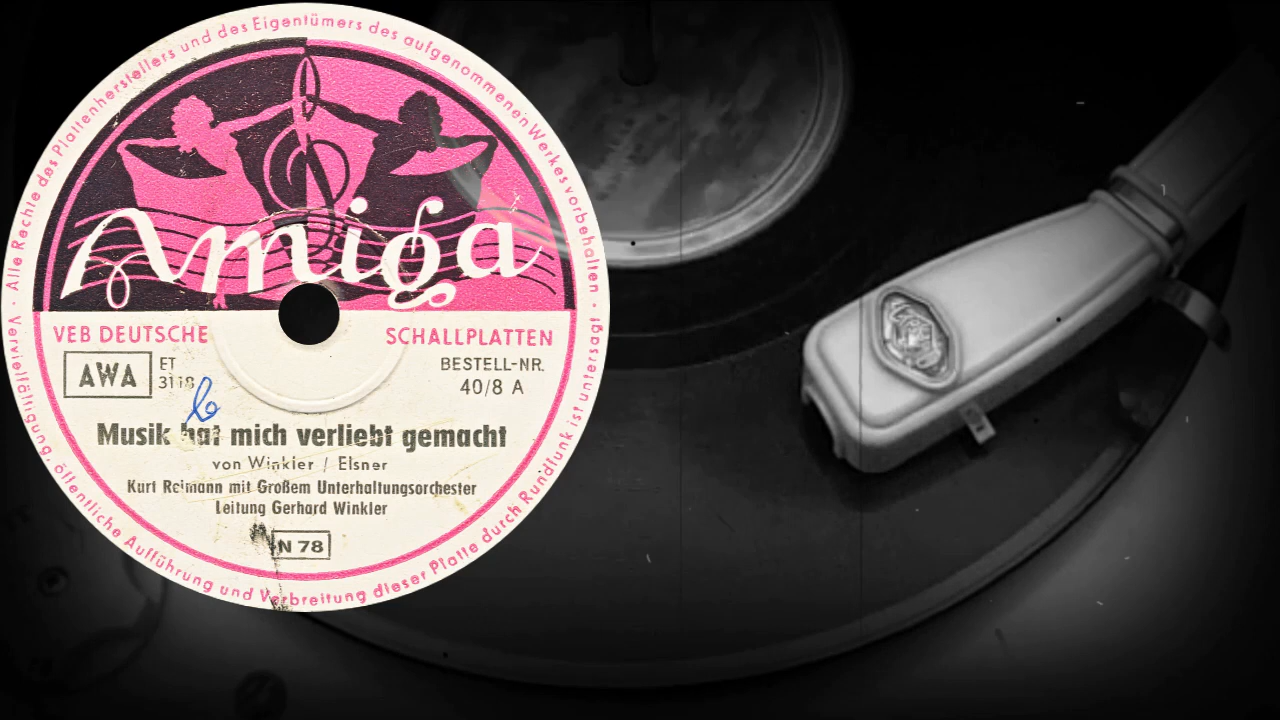 Alle Rechte des Plattenherstellers und des Eigentümers des aufgenommenen Werkes vorbehalten · Vervielfältigung, öffentliche Aufführung und Verbreitung dieser Platte durch Rundfunk ist untersagt ·
Amiga
VEB DEUTSCHE SCHALLPLATTEN
AWA ET 3118 BESTELL-NR.
40/8 A
Musik hat mich verliebt gemacht
von Winkler / Elsner
Kurt Reimann mit Großem Unterhaltungsorchester
Leitung Gerhard Winkler
N 78